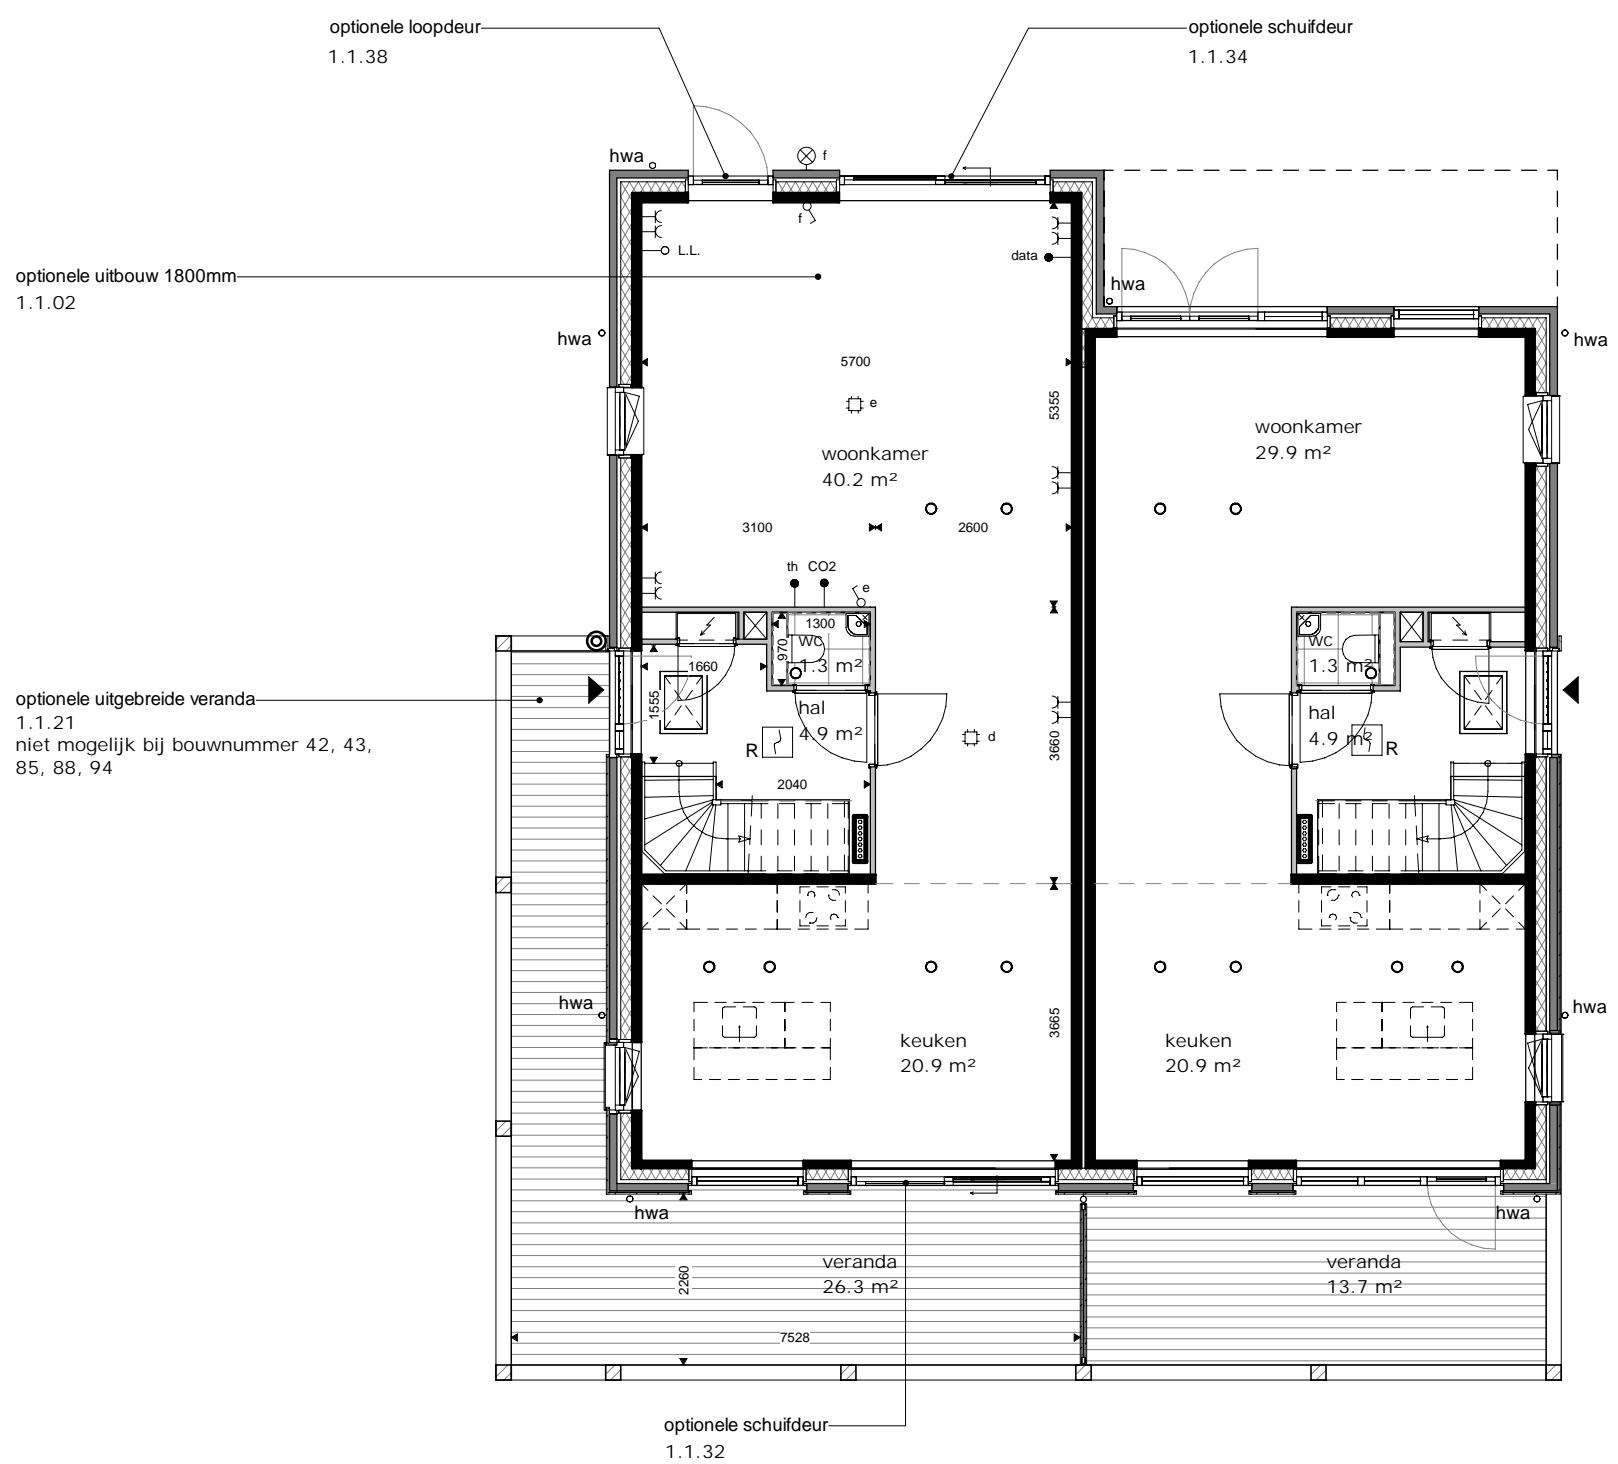 optionele loopdeur
1.1.38
optionele schuifdeur
1.1.34
hwa
f
f
L.L.
data
optionele uitbouw 1800mm
1.1.02
hwa
hwa
hwa
5700
e
5355
woonkamer
40.2 m²
woonkamer
29.9 m²
3100
2600
th
CO2
e
1300
970
wc
1.3 m²
1660
1555
wc
1.3 m²
optionele uitgebreide veranda
1.1.21
niet mogelijk bij bouwnummer 42, 43,
85, 88, 94
hal
4.9 m²
R
d
3660
hal
4.9 m²
R
2040
hwa
hwa
3665
keuken
20.9 m²
keuken
20.9 m²
hwa
hwa
veranda
26.3 m²
2260
veranda
13.7 m²
7528
optionele schuifdeur
1.1.32